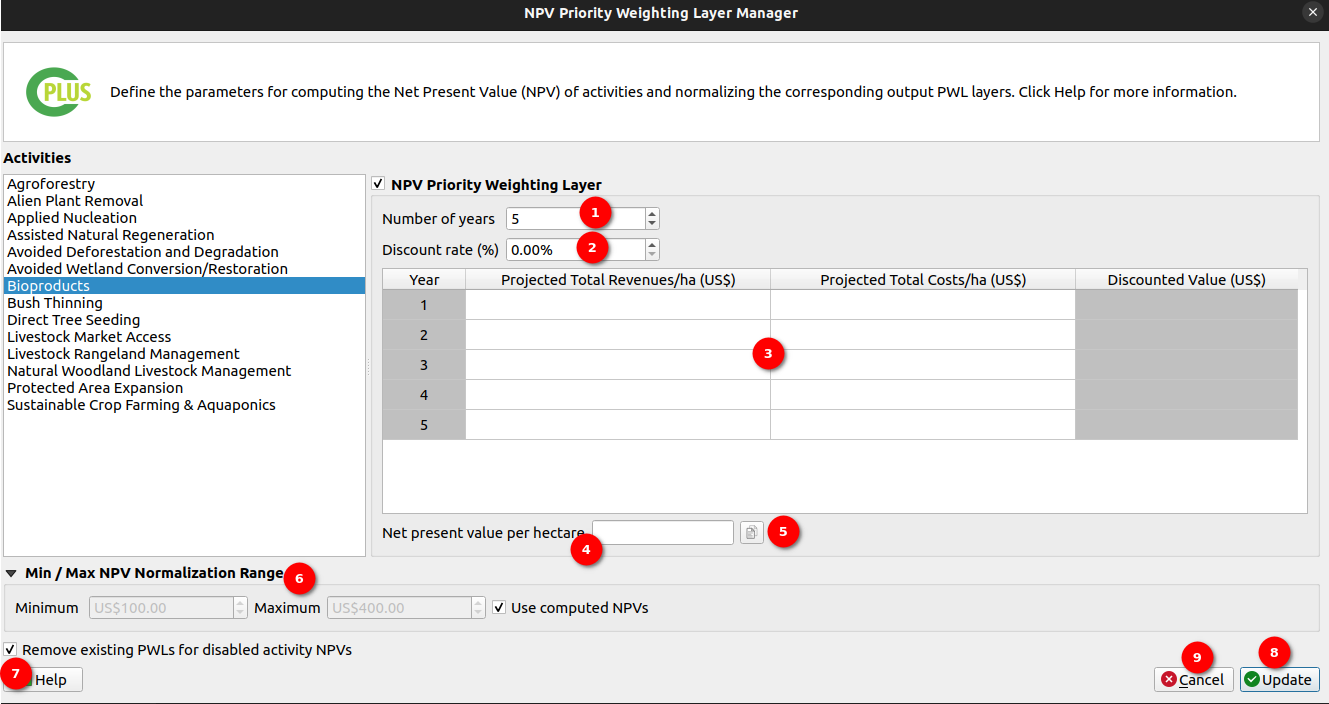 NPV Priority Weighting Layer Manager
CPLUS
Define the parameters for computing the Net Present Value (NPV) of activities and normalizing the corresponding output PWL layers. Click Help for more information.
Activities
Agroforestry
Alien Plant Removal
Applied Nucleation
Assisted Natural Regeneration
Avoided Deforestation and Degradation
Avoided Wetland Conversion/Restoration
Bioproducts
Bush Thinning
Direct Tree Seeding
Livestock Market Access
Livestock Rangeland Management
Natural Woodland Livestock Management
Protected Area Expansion
Sustainable Crop Farming & Aquaponics
NPV Priority Weighting Layer
Number of years 5 1
Discount rate (%) 0.00% 2
Year Projected Total Revenues/ha (US$) Projected Total Costs/ha (US$) Discounted Value (US$)
1
2
3
3
4
5
Net present value per hectare 5
4
Min / Max NPV Normalization Range 6
Minimum US$100.00 Maximum US$400.00 Use computed NPVs
Remove existing PWLs for disabled activity NPVs
7 Help
9 8
Cancel Update